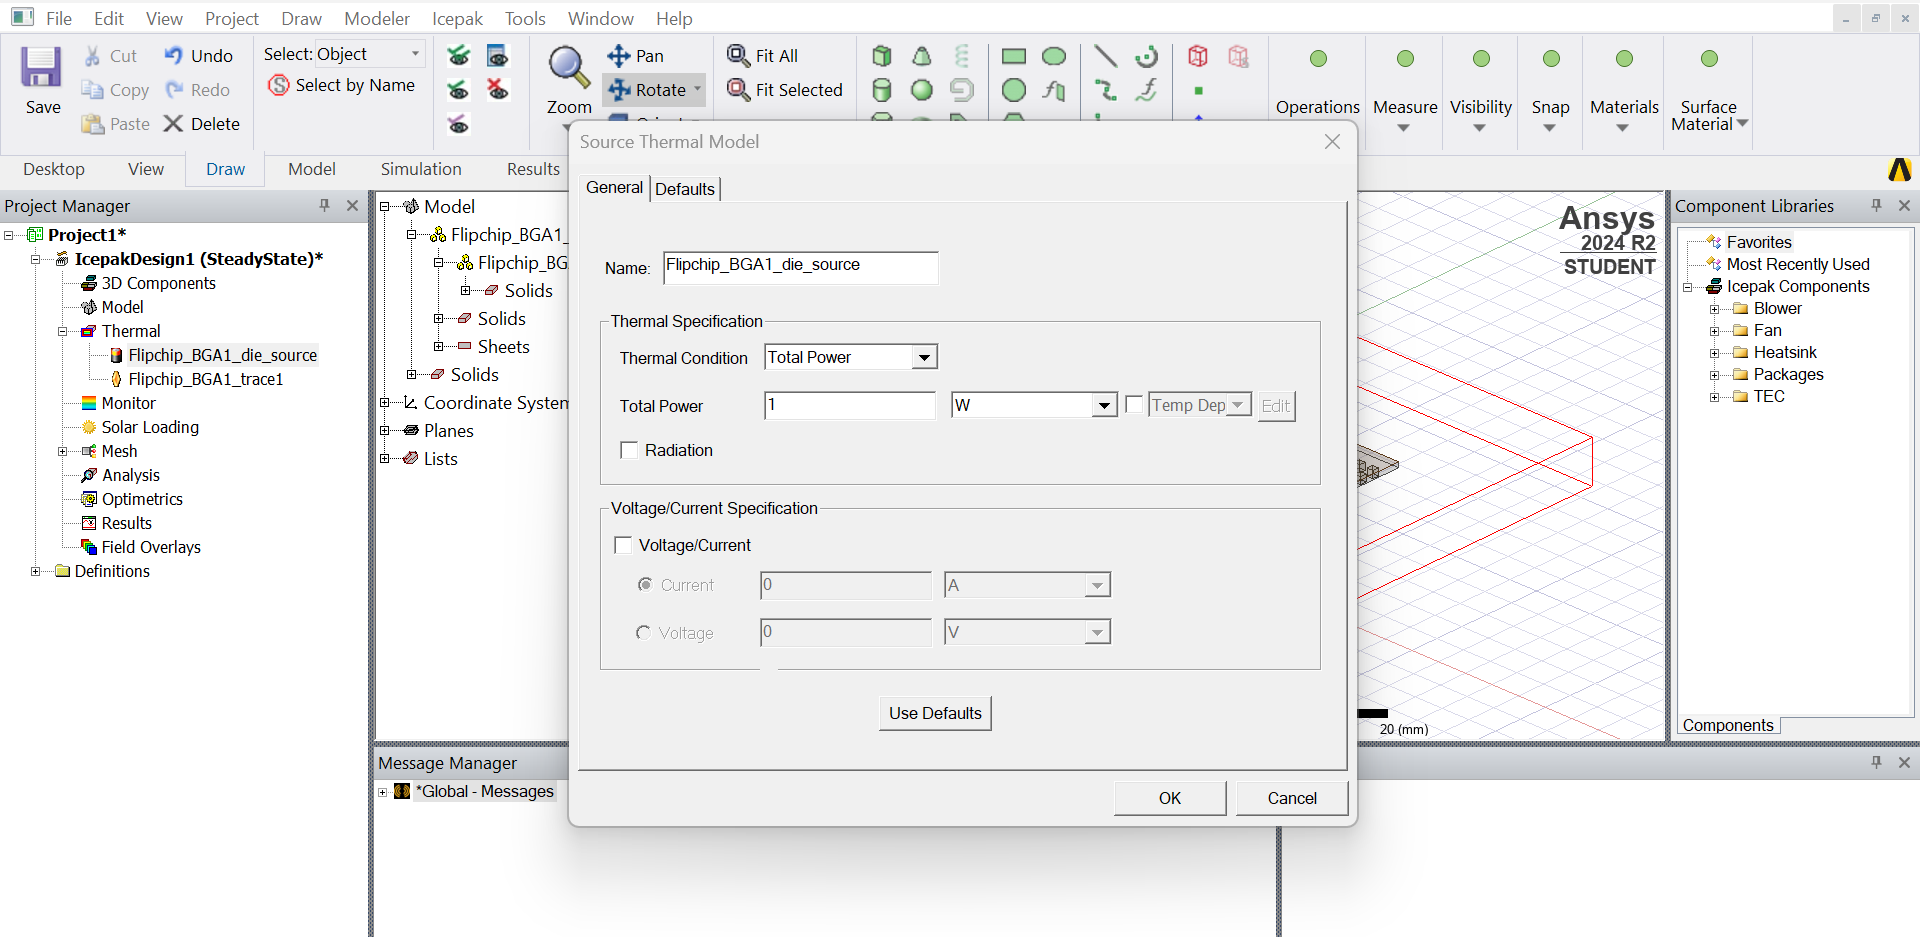 File Edit View Project Draw Modeler Icepak Tools Window Help
Save
Cut
Copy
Paste
Undo
Redo
Delete
Select: Object
Select by Name
Zoom
Pan
Rotate
Fit All
Fit Selected
Operations
Measure
Visibility
Snap
Materials
Surface
Material
Desktop View Draw Model Simulation Results
Project Manager
Project1*
IcepakDesign1 (SteadyState)*
3D Components
Model
Thermal
Flipchip_BGA1_die_source
Flipchip_BGA1_trace1
Monitor
Solar Loading
Mesh
Analysis
Optimetrics
Results
Field Overlays
Definitions
Model
Flipchip_BGA1_
Flipchip_BG
Solids
Solids
Sheets
Solids
Coordinate System
Planes
Lists
Source Thermal Model
General Defaults
Name: Flipchip_BGA1_die_source
Thermal Specification
Thermal Condition Total Power
Total Power 1 W Temp Dep Edit
Radiation
Voltage/Current Specification
Voltage/Current
Current 0 A
Voltage 0 V
Use Defaults
OK Cancel
Ansys
2024 R2
STUDENT
20 (mm)
Component Libraries
Favorites
Most Recently Used
Icepak Components
Blower
Fan
Heatsink
Packages
TEC
Components
Message Manager
*Global - Messages